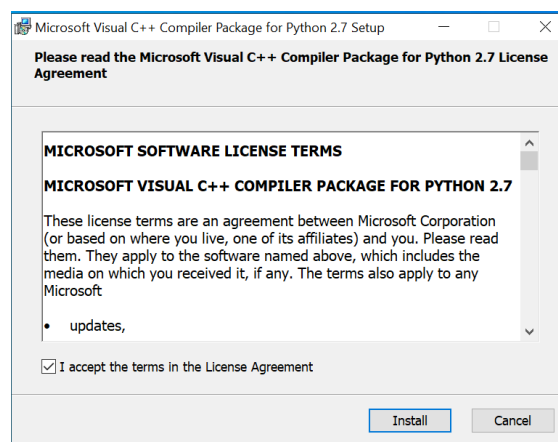 Microsoft Visual C++ Compiler Package for Python 2.7 Setup
Please read the Microsoft Visual C++ Compiler Package for Python 2.7 License
Agreement
MICROSOFT SOFTWARE LICENSE TERMS
MICROSOFT VISUAL C++ COMPILER PACKAGE FOR PYTHON 2.7
These license terms are an agreement between Microsoft Corporation
(or based on where you live, one of its affiliates) and you. Please read
them. They apply to the software named above, which includes the
media on which you received it, if any. The terms also apply to any
Microsoft
• updates,
I accept the terms in the License Agreement
Install Cancel